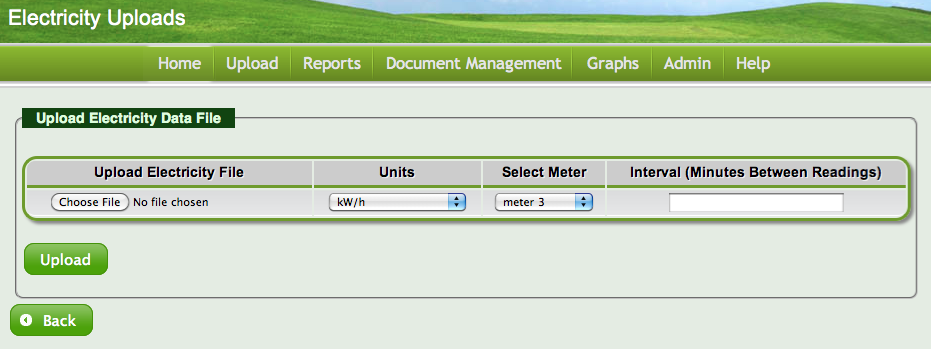 Electricity Uploads
Home Upload Reports Document Management Graphs Admin Help
Upload Electricity Data File
Upload Electricity File Units Select Meter Interval (Minutes Between Readings)
Choose File No file chosen kW/h meter 3
Upload
Back